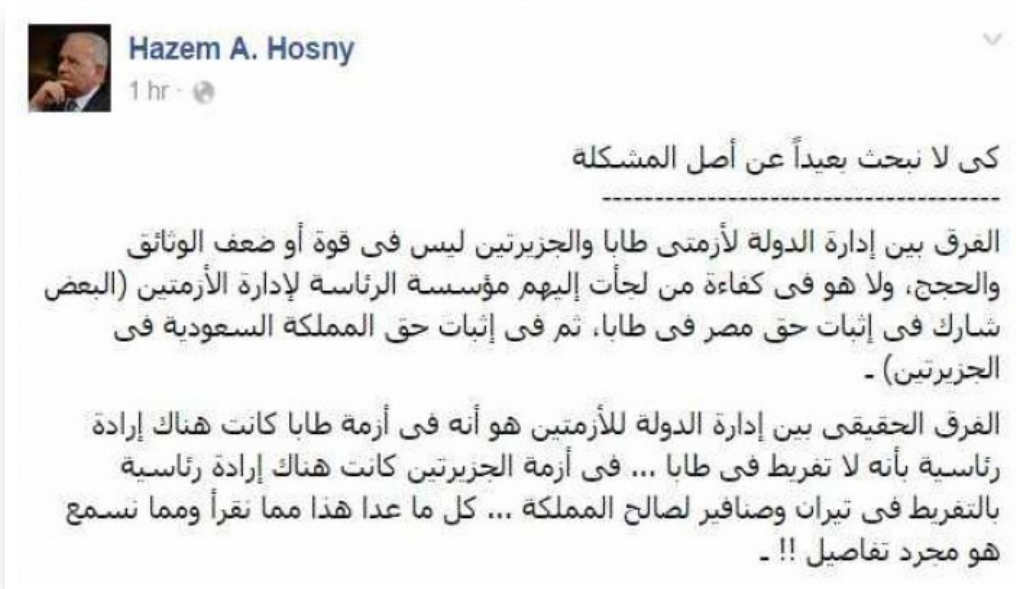 Hazem A. Hosny
1 hr ·
كى لا نبحث بعيداً عن أصل المشكلة
--------------------------------------
الفرق بين إدارة الدولة لأزمتى طابا والجزيرتين ليس فى قوة أو ضعف الوثائق
والحجج، ولا هو فى كفاءة من لجأت إليهم مؤسسة الرئاسة لإدارة الأزمتين (البعض
شارك فى إثبات حق مصر فى طابا، ثم فى إثبات حق المملكة السعودية فى
الجزيرتين) ـ
الفرق الحقيقى بين إدارة الدولة للأزمتين هو أنه فى أزمة طابا كانت هناك إرادة
رئاسية بأنه لا تفريط فى طابا ... فى أزمة الجزيرتين كانت هناك إرادة رئاسية
بالتفريط فى تيران وصنافير لصالح المملكة ... كل ما عدا هذا مما نقرأ ومما نسمع
هو مجرد تفاصيل !! ـ